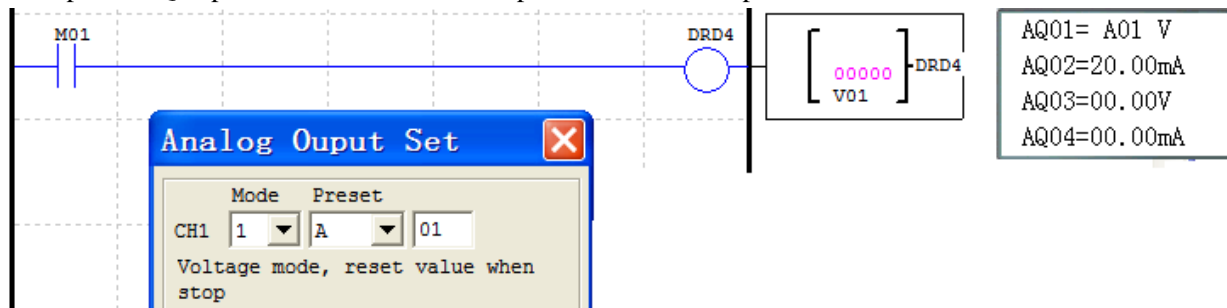 M01
DRD4
00000
V01
DRD4
AQ01= A01 V
AQ02=20.00mA
AQ03=00.00V
AQ04=00.00mA
Analog Ouput Set
Mode Preset
CH1 1 A 01
Voltage mode, reset value when
stop